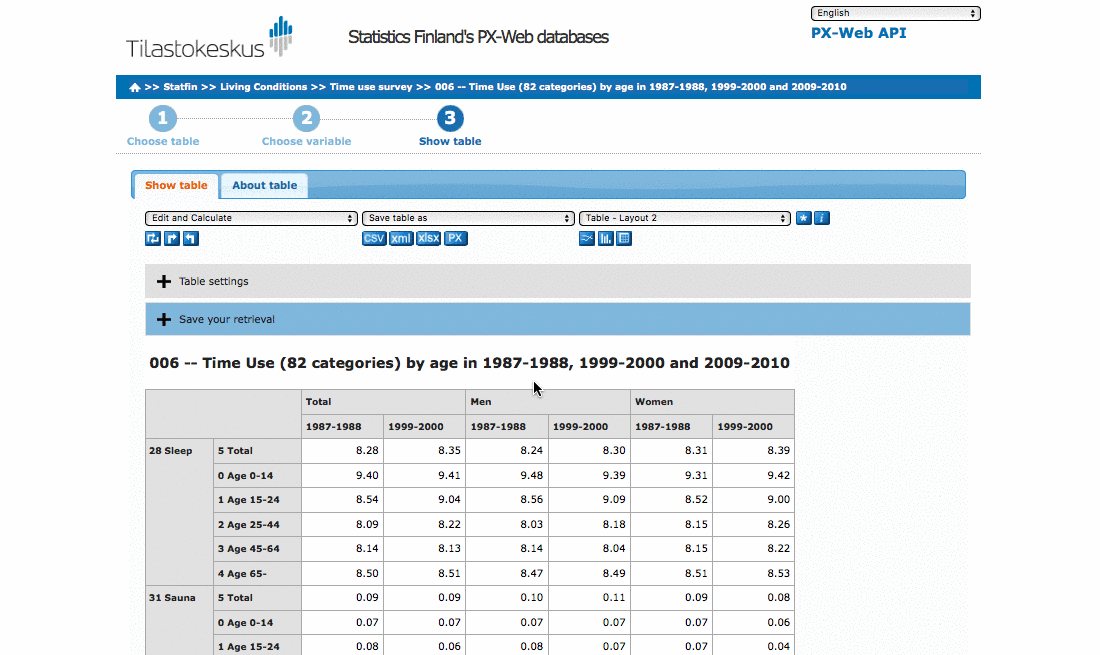 English
PX-Web API
Tilastokeskus
Statistics Finland's PX-Web databases
>> Statfin >> Living Conditions >> Time use survey >> 006 -- Time Use (82 categories) by age in 1987-1988, 1999-2000 and 2009-2010
1 2 3
Choose table Choose variable Show table
Show table About table
Edit and Calculate Save table as Table - Layout 2 * i
CSV xml xlsx PX
+ Table settings
+ Save your retrieval
006 -- Time Use (82 categories) by age in 1987-1988, 1999-2000 and 2009-2010
Total Men Women
1987-1988 1999-2000 1987-1988 1999-2000 1987-1988 1999-2000
28 Sleep 5 Total 8.28 8.35 8.24 8.30 8.31 8.39
0 Age 0-14 9.40 9.41 9.48 9.39 9.31 9.42
1 Age 15-24 8.54 9.04 8.56 9.09 8.52 9.00
2 Age 25-44 8.09 8.22 8.03 8.18 8.15 8.26
3 Age 45-64 8.14 8.13 8.14 8.04 8.15 8.22
4 Age 65- 8.50 8.51 8.47 8.49 8.51 8.53
31 Sauna 5 Total 0.09 0.09 0.10 0.11 0.09 0.08
0 Age 0-14 0.07 0.07 0.07 0.07 0.07 0.06
1 Age 15-24 0.08 0.06 0.08 0.07 0.07 0.04